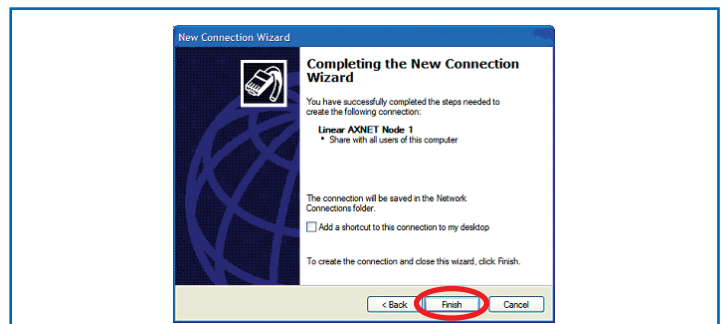 New Connection Wizard
Completing the New Connection
Wizard
You have successfully completed the steps needed to
create the following connection:
Linear AXNET Node 1
• Share with all users of this computer
The connection will be saved in the Network
Connections folder.
Add a shortcut to this connection to my desktop
To create the connection and close this wizard, click Finish.
< Back
Finish
Cancel